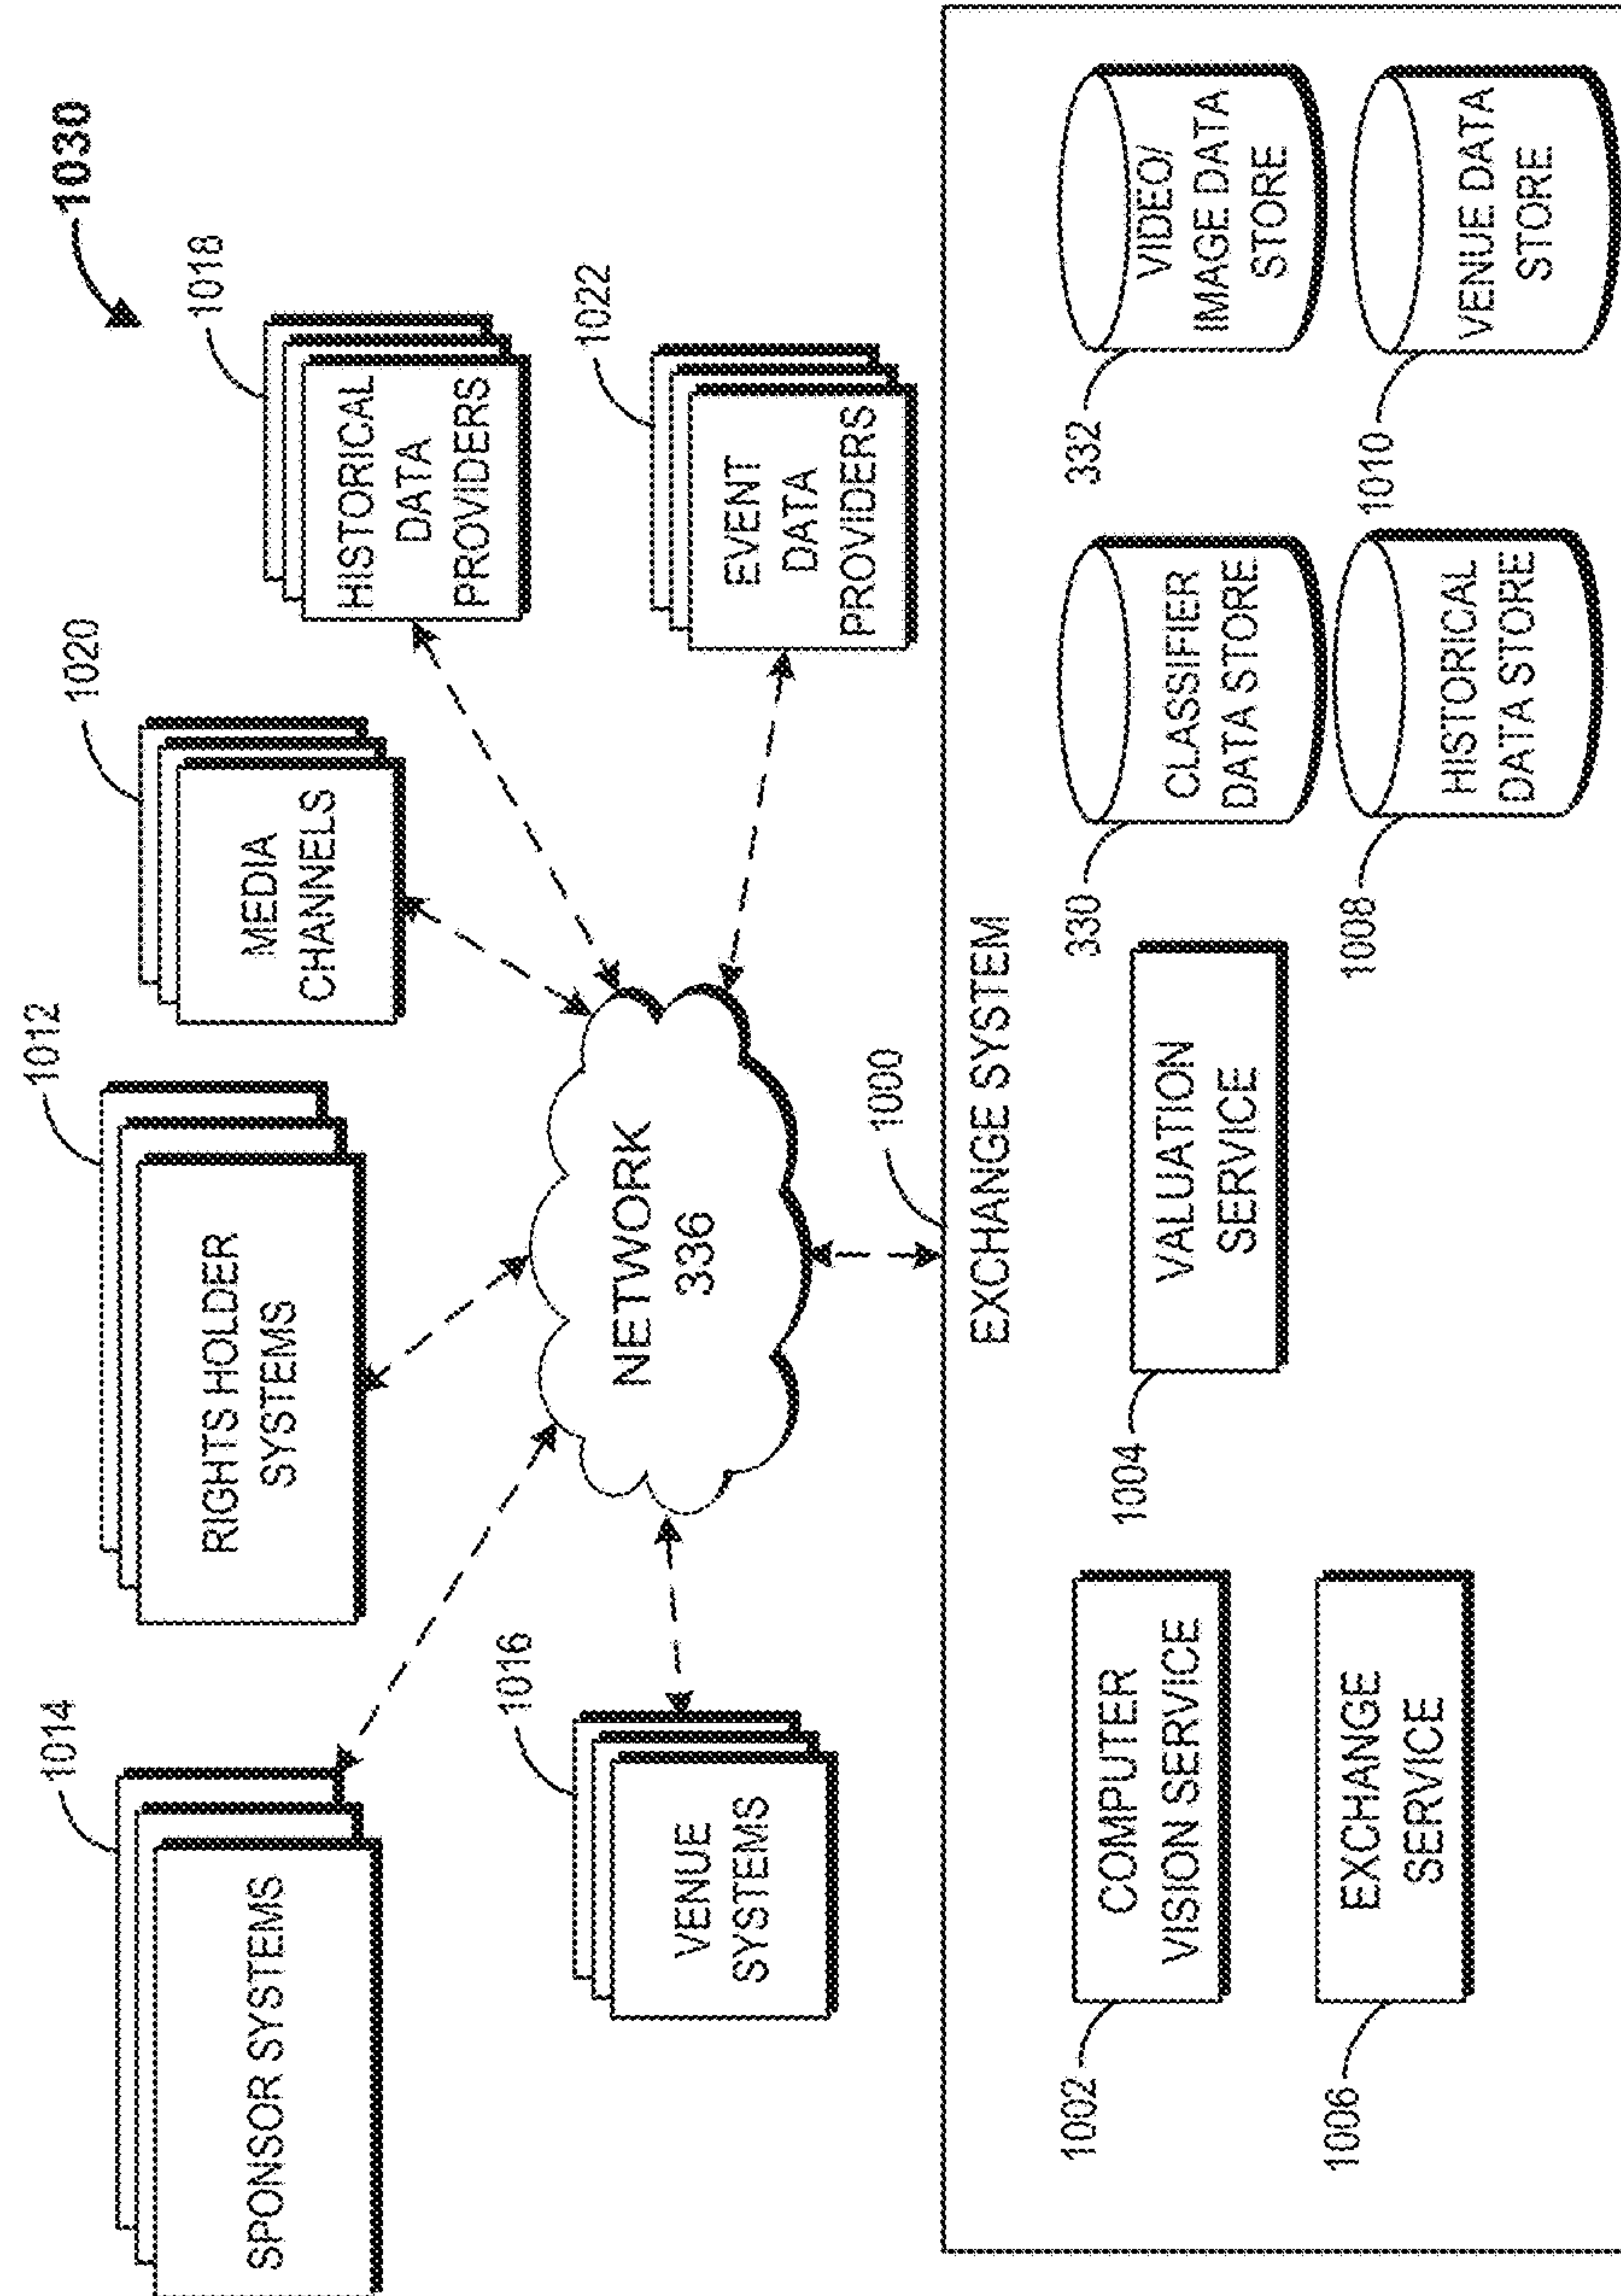 1030
1014
1012
1020
1018
SPONSOR SYSTEMS
RIGHTS HOLDER
SYSTEMS
MEDIA
CHANNELS
HISTORICAL
DATA
PROVIDERS
1016
1022
VENUE
SYSTEMS
NETWORK
336
EVENT
DATA
PROVIDERS
1000
EXCHANGE SYSTEM
1002
COMPUTER
VISION SERVICE
1004
VALUATION
SERVICE
330
CLASSIFIER
DATA STORE
332
VIDEO/
IMAGE DATA
STORE
1006
EXCHANGE
SERVICE
1008
HISTORICAL
DATA STORE
1010
VENUE DATA
STORE